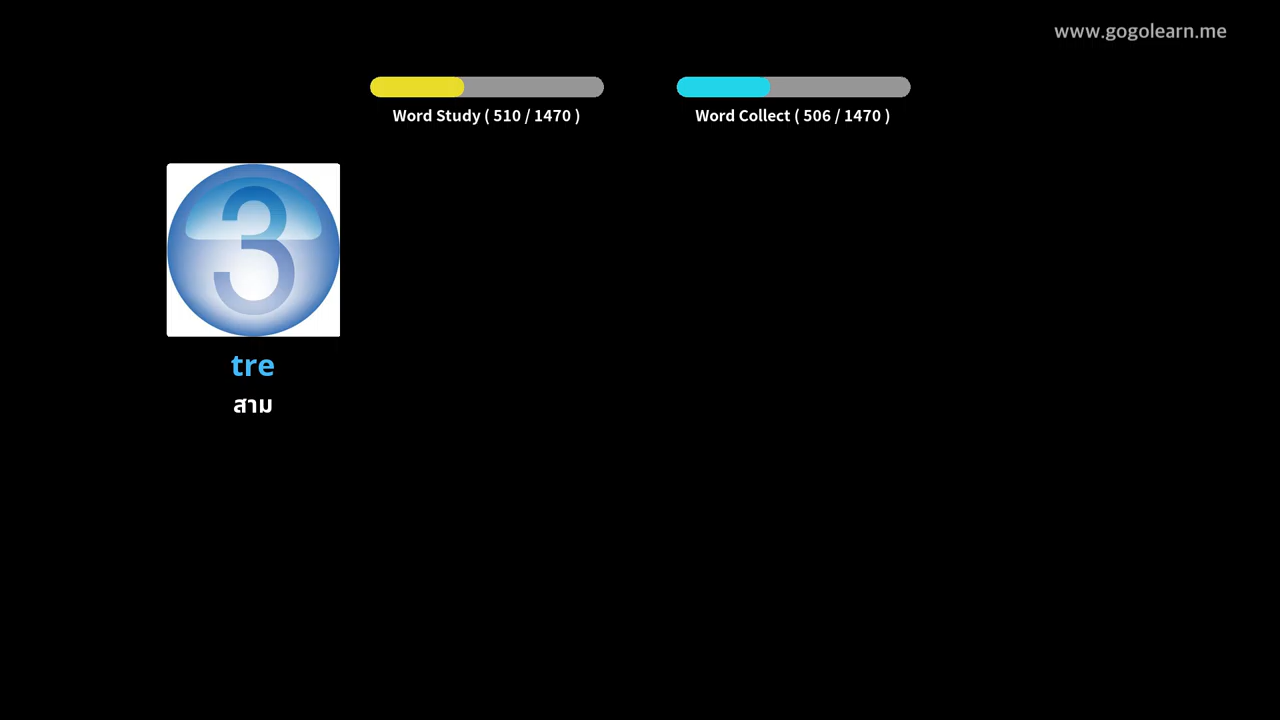 www.gogolearn.me
Word Study ( 510 / 1470 )
Word Collect ( 506 / 1470 )
3
tre
สาม